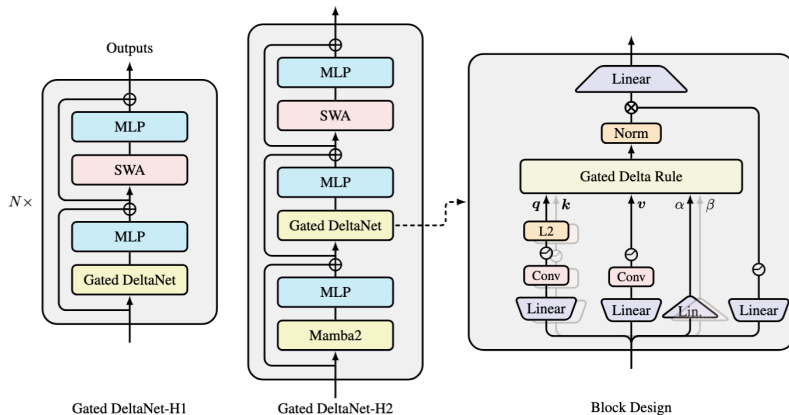 Outputs
MLP
SWA
N×
MLP
Gated DeltaNet
Gated DeltaNet-H1
MLP
SWA
MLP
Gated DeltaNet
MLP
Mamba2
Gated DeltaNet-H2
Linear
Norm
Gated Delta Rule
q k v α β
L2
Conv Conv
Linear Linear Lin. Linear
Block Design